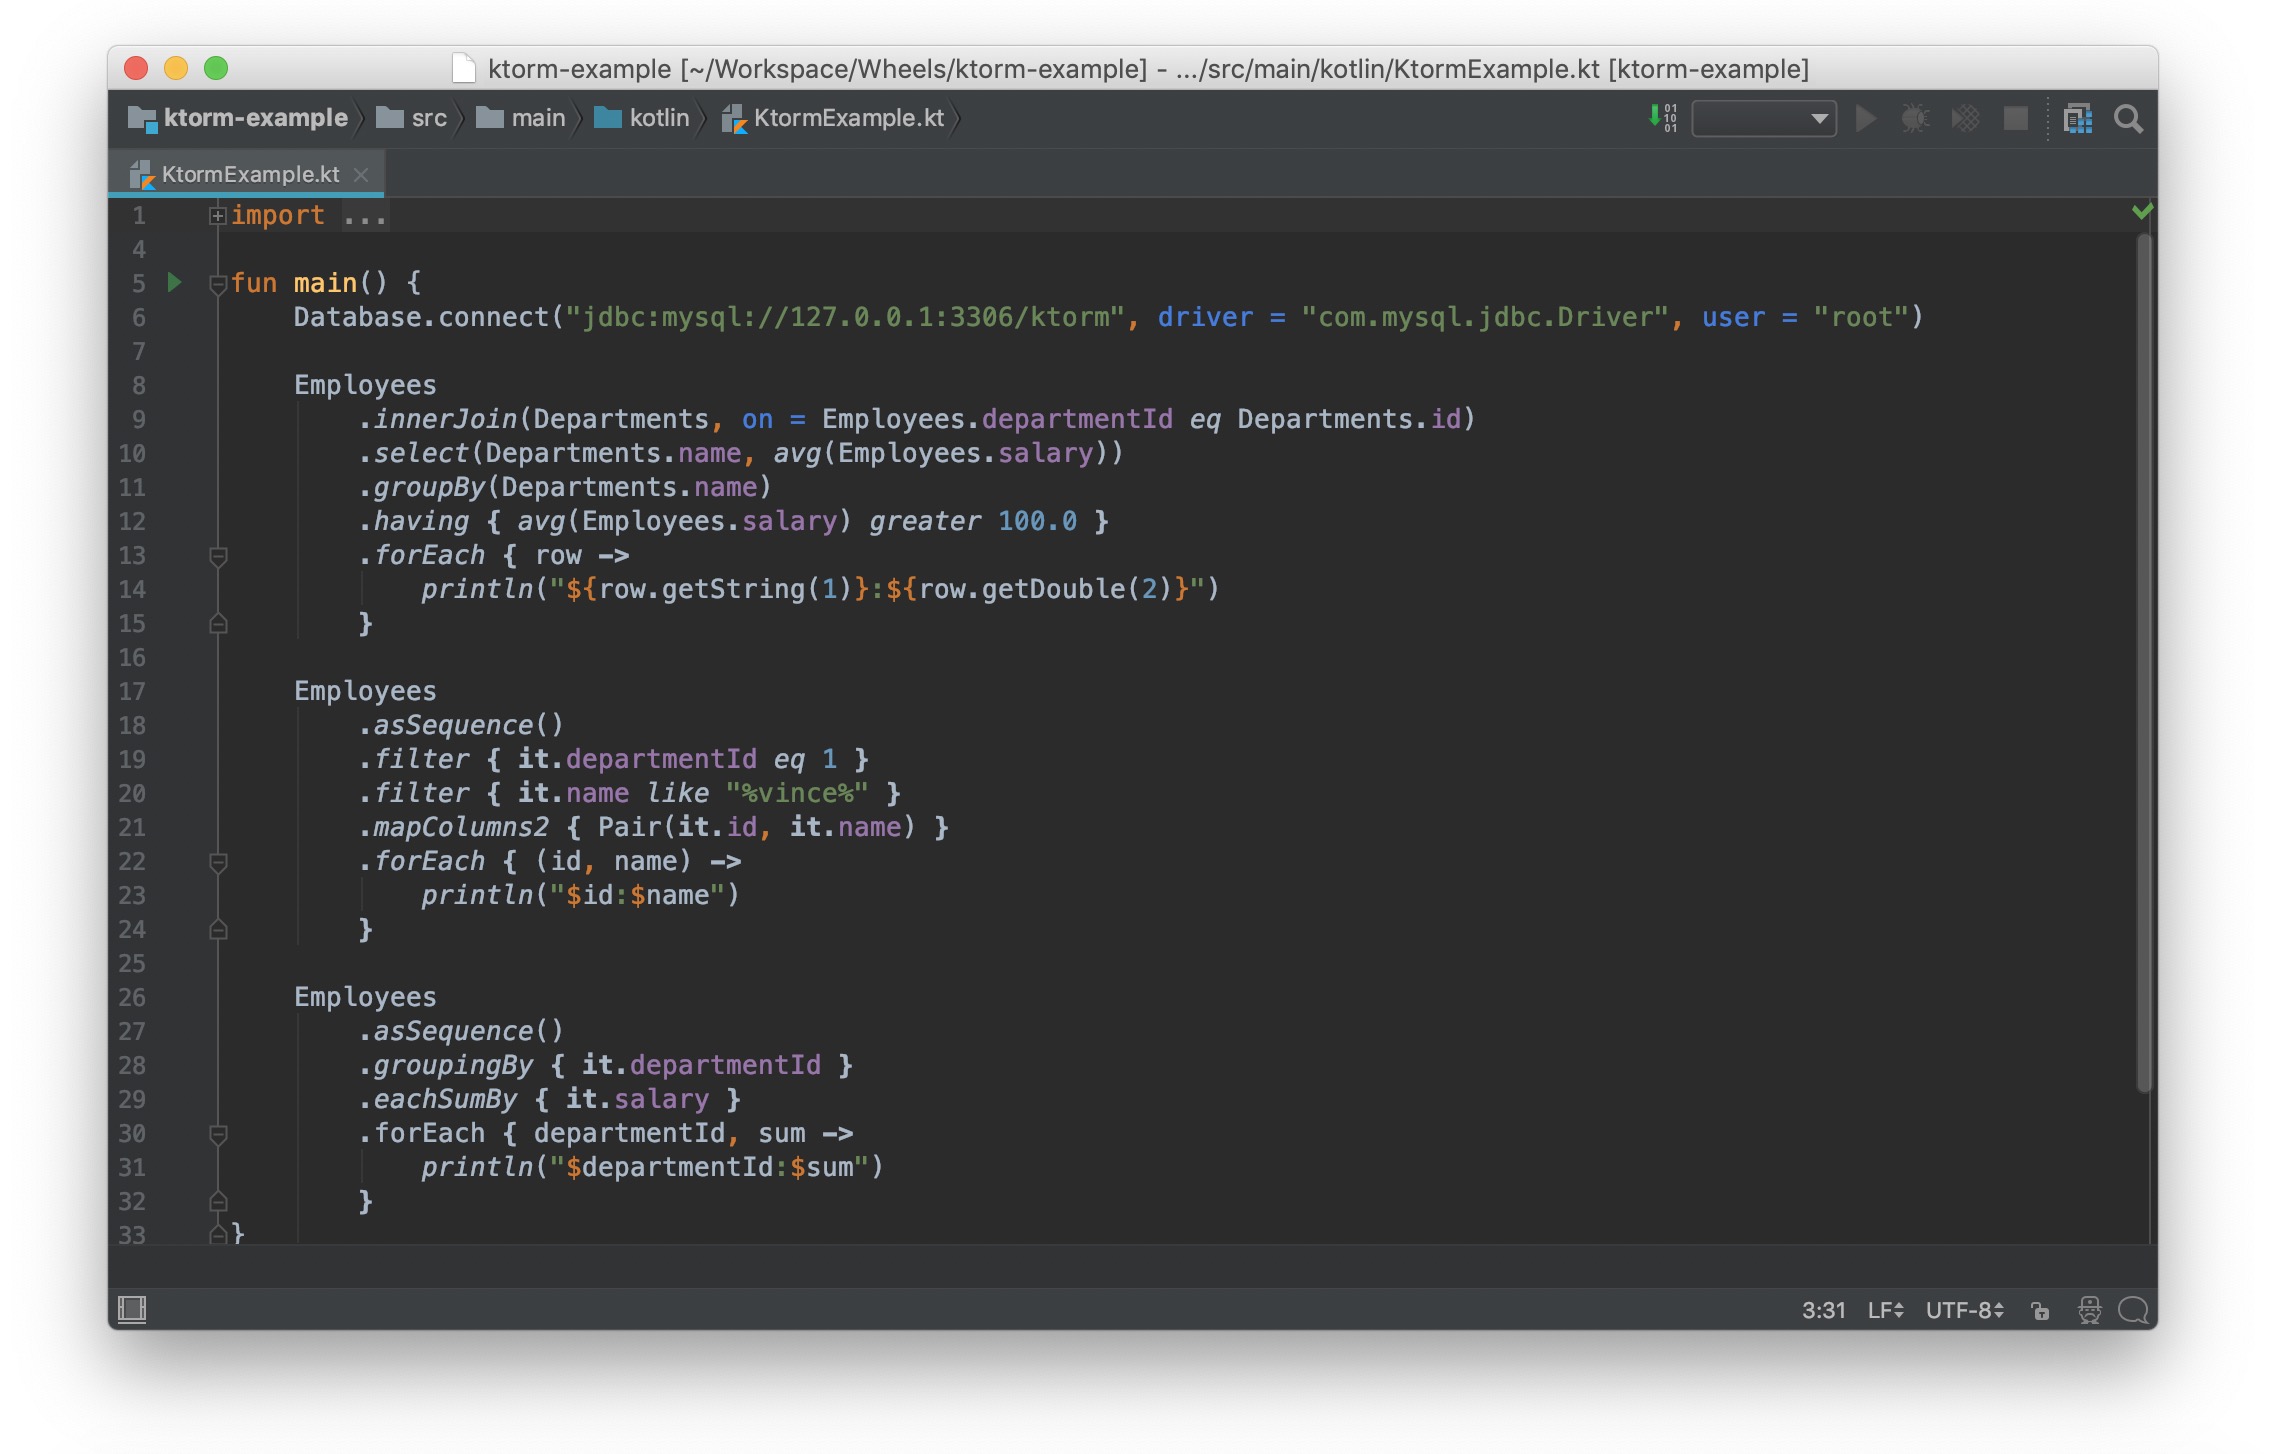 ktorm-example [~/Workspace/Wheels/ktorm-example] - .../src/main/kotlin/KtormExample.kt [ktorm-example]
ktorm-example src main kotlin KtormExample.kt
KtormExample.kt
1 import ...
4
5 fun main() {
6 Database.connect("jdbc:mysql://127.0.0.1:3306/ktorm", driver = "com.mysql.jdbc.Driver", user = "root")
7
8 Employees
9 .innerJoin(Departments, on = Employees.departmentId eq Departments.id)
10 .select(Departments.name, avg(Employees.salary))
11 .groupBy(Departments.name)
12 .having { avg(Employees.salary) greater 100.0 }
13 .forEach { row ->
14 println("${row.getString(1)}:${row.getDouble(2)}")
15 }
16
17 Employees
18 .asSequence()
19 .filter { it.departmentId eq 1 }
20 .filter { it.name like "%vince%" }
21 .mapColumns2 { Pair(it.id, it.name) }
22 .forEach { (id, name) ->
23 println("$id:$name")
24 }
25
26 Employees
27 .asSequence()
28 .groupingBy { it.departmentId }
29 .eachSumBy { it.salary }
30 .forEach { departmentId, sum ->
31 println("$departmentId:$sum")
32 }
33 }
3:31 LF UTF-8